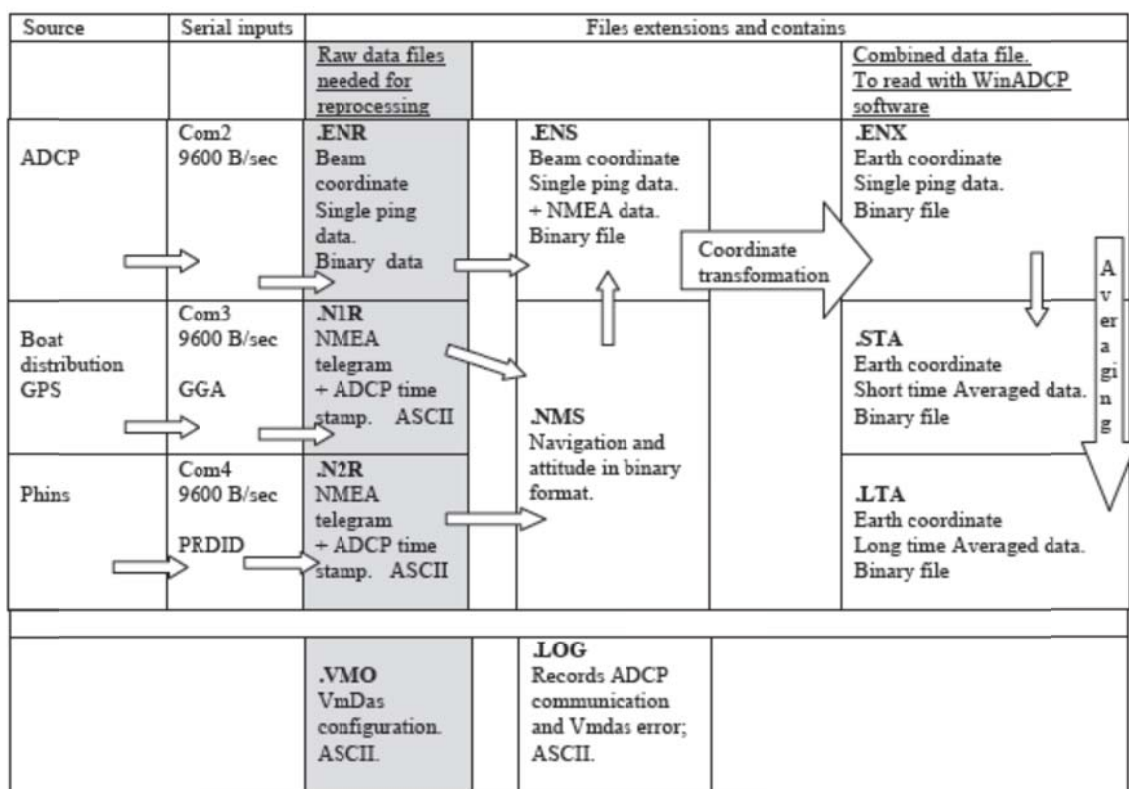 Source
Serial inputs
Files extensions and contains
Raw data files
needed for
reprocessing
Combined data file.
To read with WinADCP
software
ADCP
Com2
9600 B/sec
.ENR
Beam
coordinate
Single ping
data.
Binary data
.ENS
Beam coordinate
Single ping data.
+ NMEA data.
Binary file
Coordinate
transformation
.ENX
Earth coordinate
Single ping data.
Binary file
A
v
er
a
gi
n
g
Boat
distribution
GPS
Com3
9600 B/sec
GGA
.N1R
NMEA
telegram
+ ADCP time
stamp. ASCII
.NMS
Navigation and
attitude in binary
format.
.STA
Earth coordinate
Short time Averaged data.
Binary file
Phins
Com4
9600 B/sec
PRDID
.N2R
NMEA
telegram
+ ADCP time
stamp. ASCII
.LTA
Earth coordinate
Long time Averaged data.
Binary file
.VMO
VmDas
configuration.
ASCII.
.LOG
Records ADCP
communication
and Vmdas error;
ASCII.